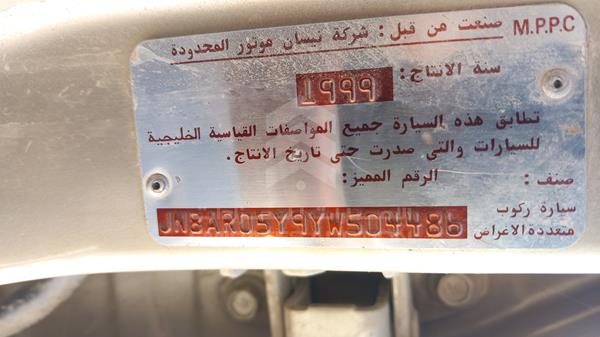 M.P.P.C صنعت من قبل: شركة نيسان موتور المحدودة
سنة الانتاج: 1999
تطابق هذه السيارة جميع المواصفات القياسية الخليجية
للسيارات والتي صدرت حتى تاريخ الانتاج.
صنف: الرقم المميز:
سيارة ركوب
متعددة الاغراض JN8AR05Y9YW504486